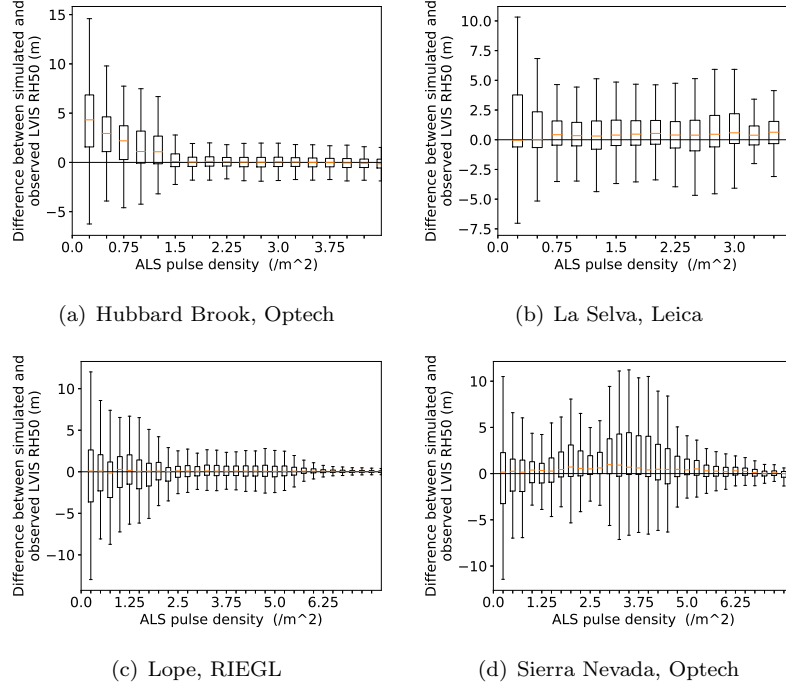 Difference between simulated and
observed LVIS RH50 (m)
15
10
5
0
−5
0.0 0.75 1.5 2.25 3.0 3.75
ALS pulse density (/m^2)
(a) Hubbard Brook, Optech
Difference between simulated and
observed LVIS RH50 (m)
10.0
7.5
5.0
2.5
0.0
−2.5
−5.0
−7.5
0.0 0.75 1.5 2.25 3.0
ALS pulse density (/m^2)
(b) La Selva, Leica
Difference between simulated and
observed LVIS RH50 (m)
10
5
0
−5
−10
0.0 1.25 2.5 3.75 5.0 6.25
ALS pulse density (/m^2)
(c) Lope, RIEGL
Difference between simulated and
observed LVIS RH50 (m)
10
5
0
−5
−10
0.0 1.25 2.5 3.75 5.0 6.25
ALS pulse density (/m^2)
(d) Sierra Nevada, Optech